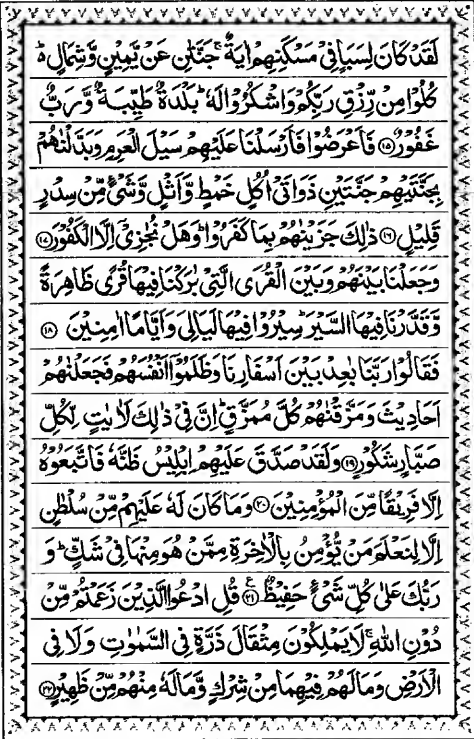 لَقَدْ كَانَ لِسَبَاٍ فِيْ مَسْكَنِهِمْ اٰيَةٌ ۚ جَنَّتٰنِ عَنْ يَّمِيْنٍ وَّشِمَالٍ ؕ
كُلُوْا مِنْ رِّزْقِ رَبِّكُمْ وَاشْكُرُوْا لَهٗ ؕ بَلْدَةٌ طَيِّبَةٌ وَّرَبٌّ
غَفُوْرٌ ۝۱۵ فَاَعْرَضُوْا فَاَرْسَلْنَا عَلَيْهِمْ سَيْلَ الْعَرِمِ وَبَدَّلْنٰهُمْ
بِجَنَّتَيْهِمْ جَنَّتَيْنِ ذَوَاتَيْ اُكُلٍ خَمْطٍ وَّاَثْلٍ وَّشَيْءٍ مِّنْ سِدْرٍ
قَلِيْلٍ ۝۱۶ ذٰلِكَ جَزَيْنٰهُمْ بِمَا كَفَرُوْا ؕ وَهَلْ نُجٰزِيْۤ اِلَّا الْكَفُوْرَ ۝۱۷
وَجَعَلْنَا بَيْنَهُمْ وَبَيْنَ الْقُرَى الَّتِيْ بٰرَكْنَا فِيْهَا قُرًى ظَاهِرَةً
وَّقَدَّرْنَا فِيْهَا السَّيْرَ ؕ سِيْرُوْا فِيْهَا لَيَالِيَ وَاَيَّامًا اٰمِنِيْنَ ۝۱۸
فَقَالُوْا رَبَّنَا بٰعِدْ بَيْنَ اَسْفَارِنَا وَظَلَمُوْۤا اَنْفُسَهُمْ فَجَعَلْنٰهُمْ
اَحَادِيْثَ وَمَزَّقْنٰهُمْ كُلَّ مُمَزَّقٍ ؕ اِنَّ فِيْ ذٰلِكَ لَاٰيٰتٍ لِّكُلِّ
صَبَّارٍ شَكُوْرٍ ۝۱۹ وَلَقَدْ صَدَّقَ عَلَيْهِمْ اِبْلِيْسُ ظَنَّهٗ فَاتَّبَعُوْهُ
اِلَّا فَرِيْقًا مِّنَ الْمُؤْمِنِيْنَ ۝۲۰ وَمَا كَانَ لَهٗ عَلَيْهِمْ مِّنْ سُلْطٰنٍ
اِلَّا لِنَعْلَمَ مَنْ يُّؤْمِنُ بِالْاٰخِرَةِ مِمَّنْ هُوَ مِنْهَا فِيْ شَكٍّ ؕ وَ
رَبُّكَ عَلٰى كُلِّ شَيْءٍ حَفِيْظٌ ۝۲۱ قُلِ ادْعُوا الَّذِيْنَ زَعَمْتُمْ مِّنْ
دُوْنِ اللّٰهِ ۚ لَا يَمْلِكُوْنَ مِثْقَالَ ذَرَّةٍ فِي السَّمٰوٰتِ وَلَا فِي
الْاَرْضِ وَمَا لَهُمْ فِيْهِمَا مِنْ شِرْكٍ وَّمَا لَهٗ مِنْهُمْ مِّنْ ظَهِيْرٍ ۝۲۲